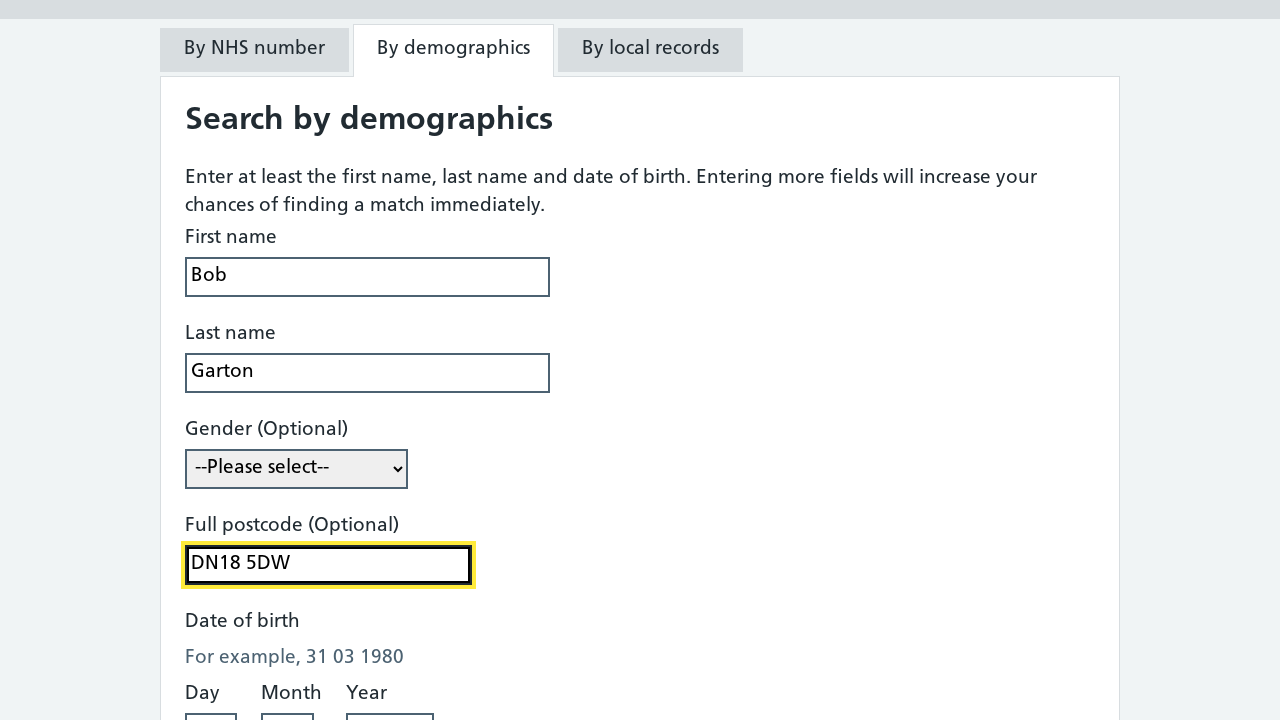 By NHS number
By demographics
By local records
Search by demographics
Enter at least the first name, last name and date of birth. Entering more fields will increase your
chances of finding a match immediately.
First name
Bob
Last name
Garton
Gender (Optional)
--Please select--
Full postcode (Optional)
DN18 5DW
Date of birth
For example, 31 03 1980
Day
Month
Year